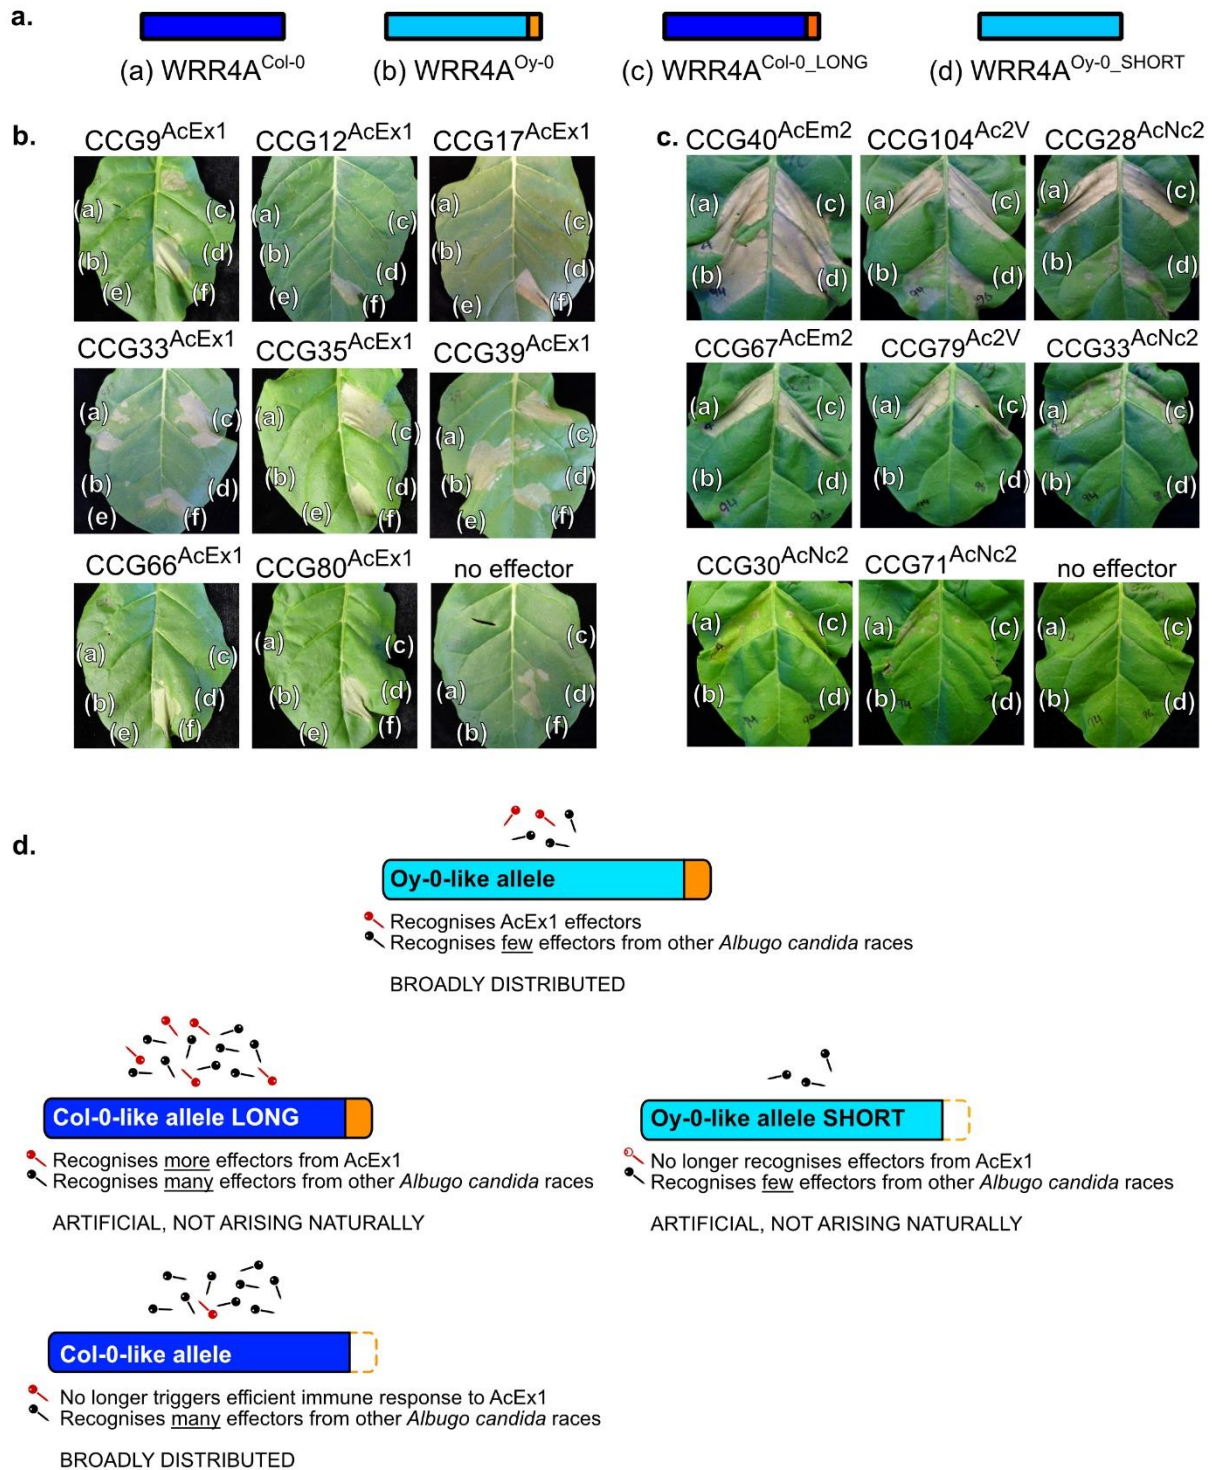 a.
(a) WRR4A^Col-0 (b) WRR4A^Oy-0 (c) WRR4A^Col-0_LONG (d) WRR4A^Oy-0_SHORT
b.
CCG9^AcEx1 CCG12^AcEx1 CCG17^AcEx1
(a) (c) (a) (c) (a) (c)
(b) (d) (b) (d) (b) (d)
(e) (f) (e) (f) (e) (f)
CCG33^AcEx1 CCG35^AcEx1 CCG39^AcEx1
(a) (c) (a) (c) (a) (c)
(b) (d) (b) (d) (b) (d)
(e) (f) (e) (f) (e) (f)
CCG66^AcEx1 CCG80^AcEx1 no effector
(a) (c) (a) (c) (a) (c)
(b) (d) (b) (d) (b) (d)
(e) (f) (e) (f) (f)
c.
CCG40^AcEm2 CCG104^Ac2V CCG28^AcNc2
(a) (c) (a) (c) (a) (c)
(b) (d) (b) (d) (b) (d)
CCG67^AcEm2 CCG79^Ac2V CCG33^AcNc2
(a) (c) (a) (c) (a) (c)
(b) (d) (b) (d) (b) (d)
94
CCG30^AcNc2 CCG71^AcNc2 no effector
(a) (c) (a) (c) (a) (c)
(b) (d) (b) (d) (b) (d)
94
d.
Oy-0-like allele
Recognises AcEx1 effectors
Recognises few effectors from other Albugo candida races
BROADLY DISTRIBUTED
Col-0-like allele LONG
Recognises more effectors from AcEx1
Recognises many effectors from other Albugo candida races
ARTIFICIAL, NOT ARISING NATURALLY
Oy-0-like allele SHORT
No longer recognises effectors from AcEx1
Recognises few effectors from other Albugo candida races
ARTIFICIAL, NOT ARISING NATURALLY
Col-0-like allele
No longer triggers efficient immune response to AcEx1
Recognises many effectors from other Albugo candida races
BROADLY DISTRIBUTED